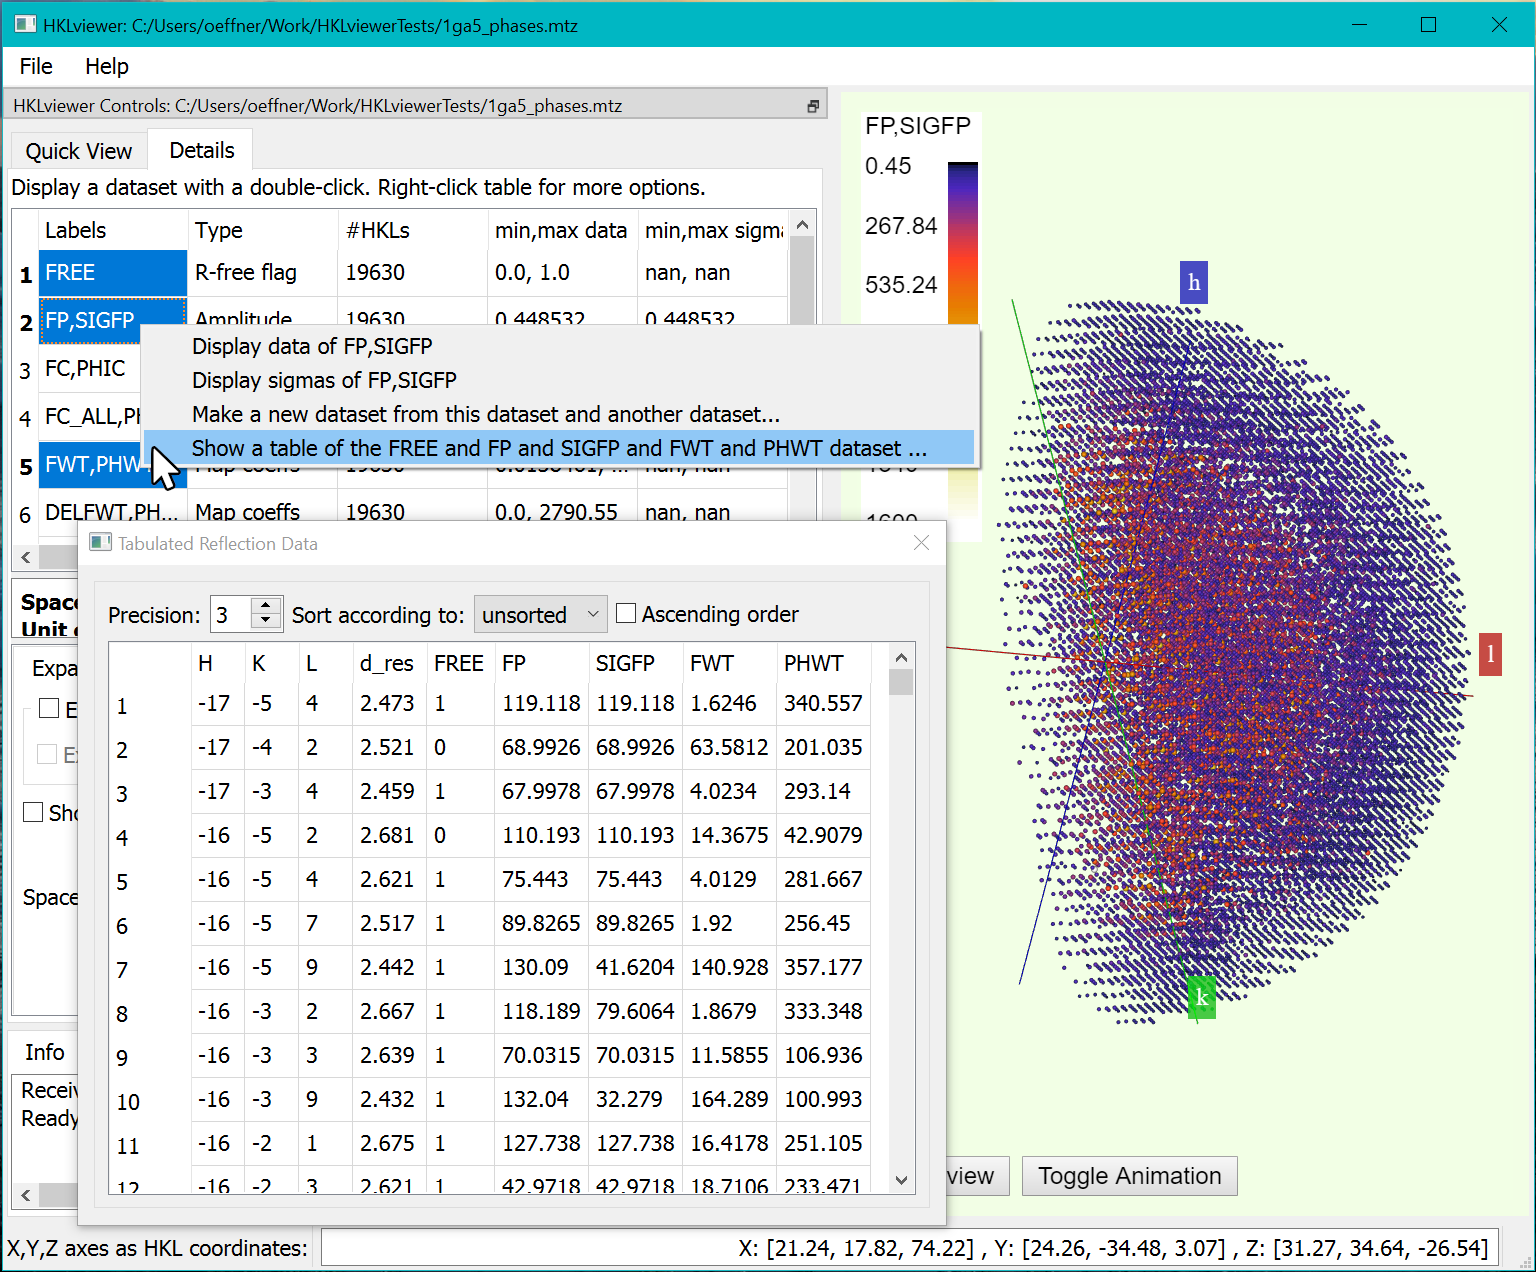 HKLviewer: C:/Users/oeffner/Work/HKLviewerTests/1ga5_phases.mtz
File Help
HKLviewer Controls: C:/Users/oeffner/Work/HKLviewerTests/1ga5_phases.mtz
Quick View Details
Display a dataset with a double-click. Right-click table for more options.
Labels Type #HKLs min,max data min,max sigma
1 FREE R-free flag 19630 0.0, 1.0 nan, nan
2 FP,SIGFP Amplitude 19630 0.448532 0.448532
3 FC,PHIC
4 FC_ALL,PH
5 FWT,PHWT Map coeffs nan, nan
6 DELFWT,PH... Map coeffs 19630 0.0, 2790.55 nan, nan
Display data of FP,SIGFP
Display sigmas of FP,SIGFP
Make a new dataset from this dataset and another dataset...
Show a table of the FREE and FP and SIGFP and FWT and PHWT dataset ...
FP,SIGFP
0.45
267.84
535.24
1600
h
l
k
Space
Unit
Expa
E
Ex
Sho
Space
Info
Recei
Ready
Tabulated Reflection Data
Precision: 3 Sort according to: unsorted Ascending order
H K L d_res FREE FP SIGFP FWT PHWT
1 -17 -5 4 2.473 1 119.118 119.118 1.6246 340.557
2 -17 -4 2 2.521 0 68.9926 68.9926 63.5812 201.035
3 -17 -3 4 2.459 1 67.9978 67.9978 4.0234 293.14
4 -16 -5 2 2.681 0 110.193 110.193 14.3675 42.9079
5 -16 -5 4 2.621 1 75.443 75.443 4.0129 281.667
6 -16 -5 7 2.517 1 89.8265 89.8265 1.92 256.45
7 -16 -5 9 2.442 1 130.09 41.6204 140.928 357.177
8 -16 -3 2 2.667 1 118.189 79.6064 1.8679 333.348
9 -16 -3 3 2.639 1 70.0315 70.0315 11.5855 106.936
10 -16 -3 9 2.432 1 132.04 32.279 164.289 100.993
11 -16 -2 1 2.675 1 127.738 127.738 16.4178 251.105
12 -16 -2 3 2.621 1 42.9718 42.9718 18.7106 233.471
view Toggle Animation
X,Y,Z axes as HKL coordinates: X: [21.24, 17.82, 74.22] , Y: [24.26, -34.48, 3.07] , Z: [31.27, 34.64, -26.54]